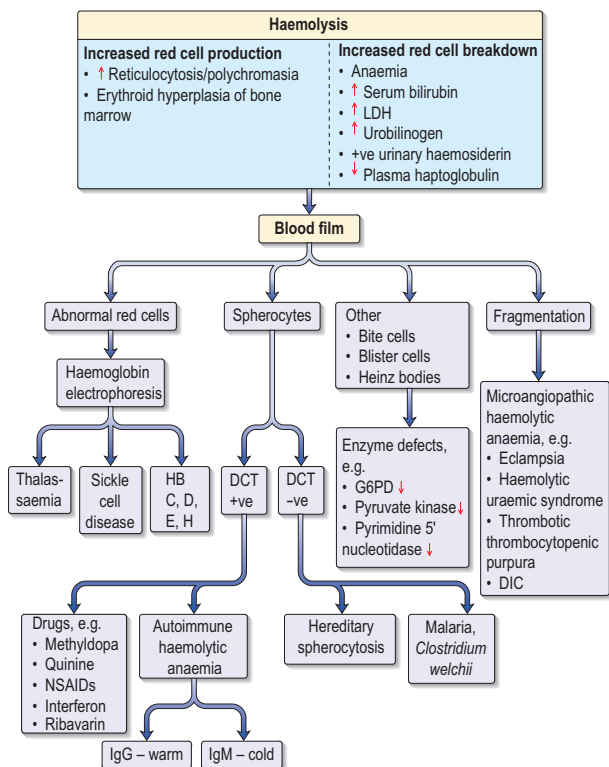 Haemolysis
Increased red cell production
• ↑ Reticulocytosis/polychromasia
• Erythroid hyperplasia of bone
marrow
Increased red cell breakdown
• Anaemia
• ↑ Serum bilirubin
• ↑ LDH
• ↑ Urobilinogen
• +ve urinary haemosiderin
• ↓ Plasma haptoglobulin
Blood film
Abnormal red cells
Spherocytes
Other
• Bite cells
• Blister cells
• Heinz bodies
Fragmentation
Haemoglobin
electrophoresis
Thalas-
saemia
Sickle
cell
disease
HB
C, D,
E, H
DCT
+ve
DCT
–ve
Enzyme defects,
e.g.
• G6PD ↓
• Pyruvate kinase ↓
• Pyrimidine 5'
nucleotidase ↓
Microangiopathic
haemolytic
anaemia, e.g.
• Eclampsia
• Haemolytic
uraemic syndrome
• Thrombotic
thrombocytopenic
purpura
• DIC
Drugs, e.g.
• Methyldopa
• Quinine
• NSAIDs
• Interferon
• Ribavarin
Autoimmune
haemolytic
anaemia
Hereditary
spherocytosis
Malaria,
Clostridium
welchii
IgG – warm
IgM – cold